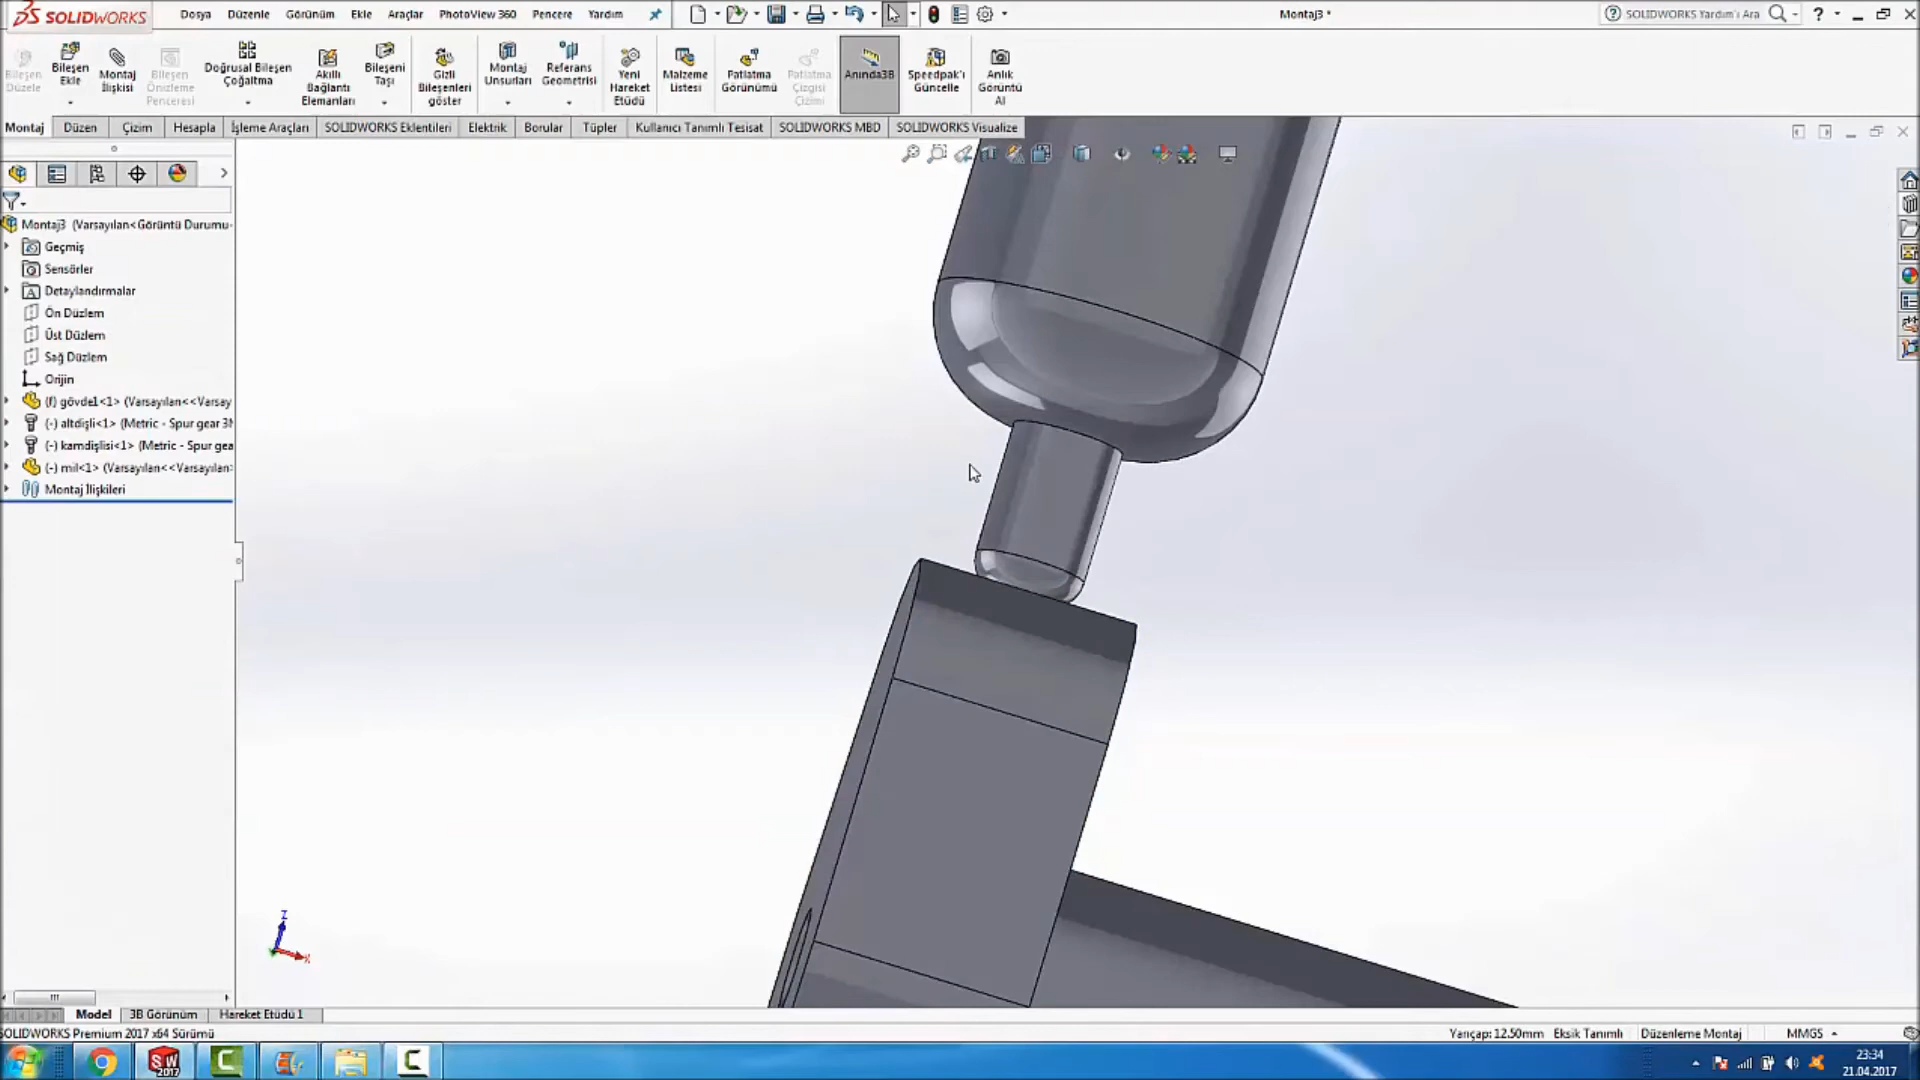 SOLIDWORKS
Dosya Düzenle Görünüm Ekle Araçlar PhotoView 360 Pencere Yardım
Montaj3 *
SOLIDWORKS Yardım'ı Ara
Bileşen Düzele
Bileşen Ekle
Montaj İlişkisi
Bileşen Önizleme Penceresi
Doğrusal Bileşen Çoğaltma
Akıllı Bağlantı Elemanları
Bileşeni Taşı
Gizli Bileşenleri göster
Montaj Unsurları
Referans Geometrisi
Yeni Hareket Etüdü
Malzeme Listesi
Patlatma Görünümü
Patlatma Çizgisi Çizimi
Anında3B
Speedpak'ı Güncelle
Anlık Görüntü Al
Montaj Düzen Çizim Hesapla İşleme Araçları SOLIDWORKS Eklentileri Elektrik Borular Tüpler Kullanıcı Tanımlı Tesisat SOLIDWORKS MBD SOLIDWORKS Visualize
Montaj3 (Varsayılan<Görüntü Durumu-
Geçmiş
Sensörler
Detaylandırmalar
Ön Düzlem
Üst Düzlem
Sağ Düzlem
Orijin
(f) gövde1<1> (Varsayılan<<Varsay
(-) altdişli<1> (Metric - Spur gear 3M
(-) kamdişlisi<1> (Metric - Spur gea
(-) mil<1> (Varsayılan<<Varsayılan>
Montaj İlişkileri
Z
X
Model 3B Görünüm Hareket Etüdü 1
SOLIDWORKS Premium 2017 x64 Sürümü
Yarıçap: 12.50mm Eksik Tanımlı Düzenleme Montaj MMGS
SW 2017
23:34
21.04.2017